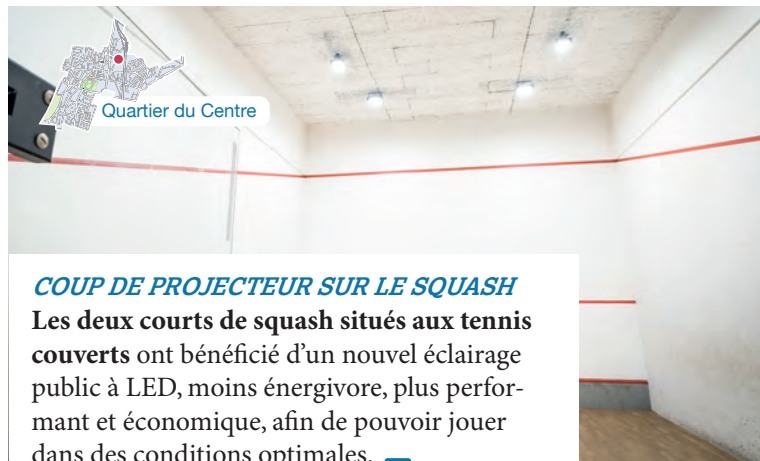 Quartier du Centre
COUP DE PROJECTEUR SUR LE SQUASH
Les deux courts de squash situés aux tennis
couverts ont bénéficié d'un nouvel éclairage
public à LED, moins énergivore, plus perfor-
mant et économique, afin de pouvoir jouer
dans des conditions optimales.